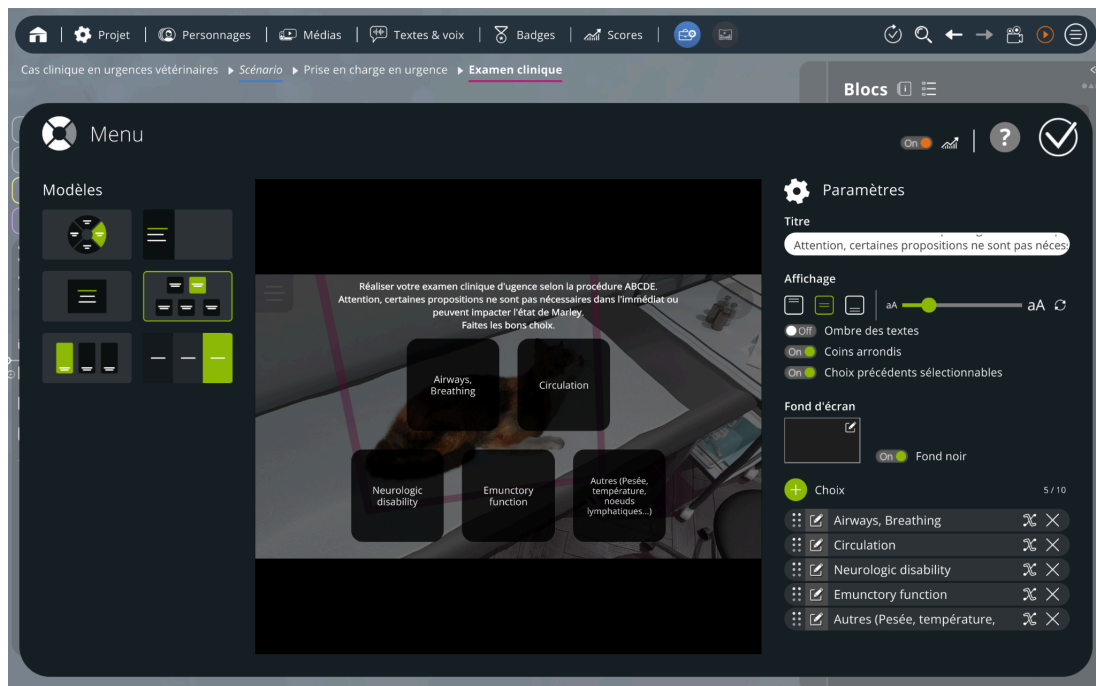 Projet
Personnages
Médias
Textes & voix
Badges
Scores
Cas clinique en urgences vétérinaires ▸ Scénario ▸ Prise en charge en urgence ▸ Examen clinique
Blocs
Menu
On
?
Modèles
Réaliser votre examen clinique d'ugence selon la procédure ABCDE.
Attention, certaines propositions ne sont pas nécessaires dans l'immédiat ou
peuvent impacter l'état de Marley.
Faites les bons choix.
Airways,
Breathing
Circulation
Neurologic
disability
Emunctory
function
Autres (Pesée,
température,
noeuds
lymphatiques...)
Paramètres
Titre
Attention, certaines propositions ne sont pas néces
Affichage
aA
aA
Off Ombre des textes
On Coins arrondis
On Choix précédents sélectionnables
Fond d'écran
On Fond noir
+ Choix 5 / 10
Airways, Breathing
Circulation
Neurologic disability
Emunctory function
Autres (Pesée, température,